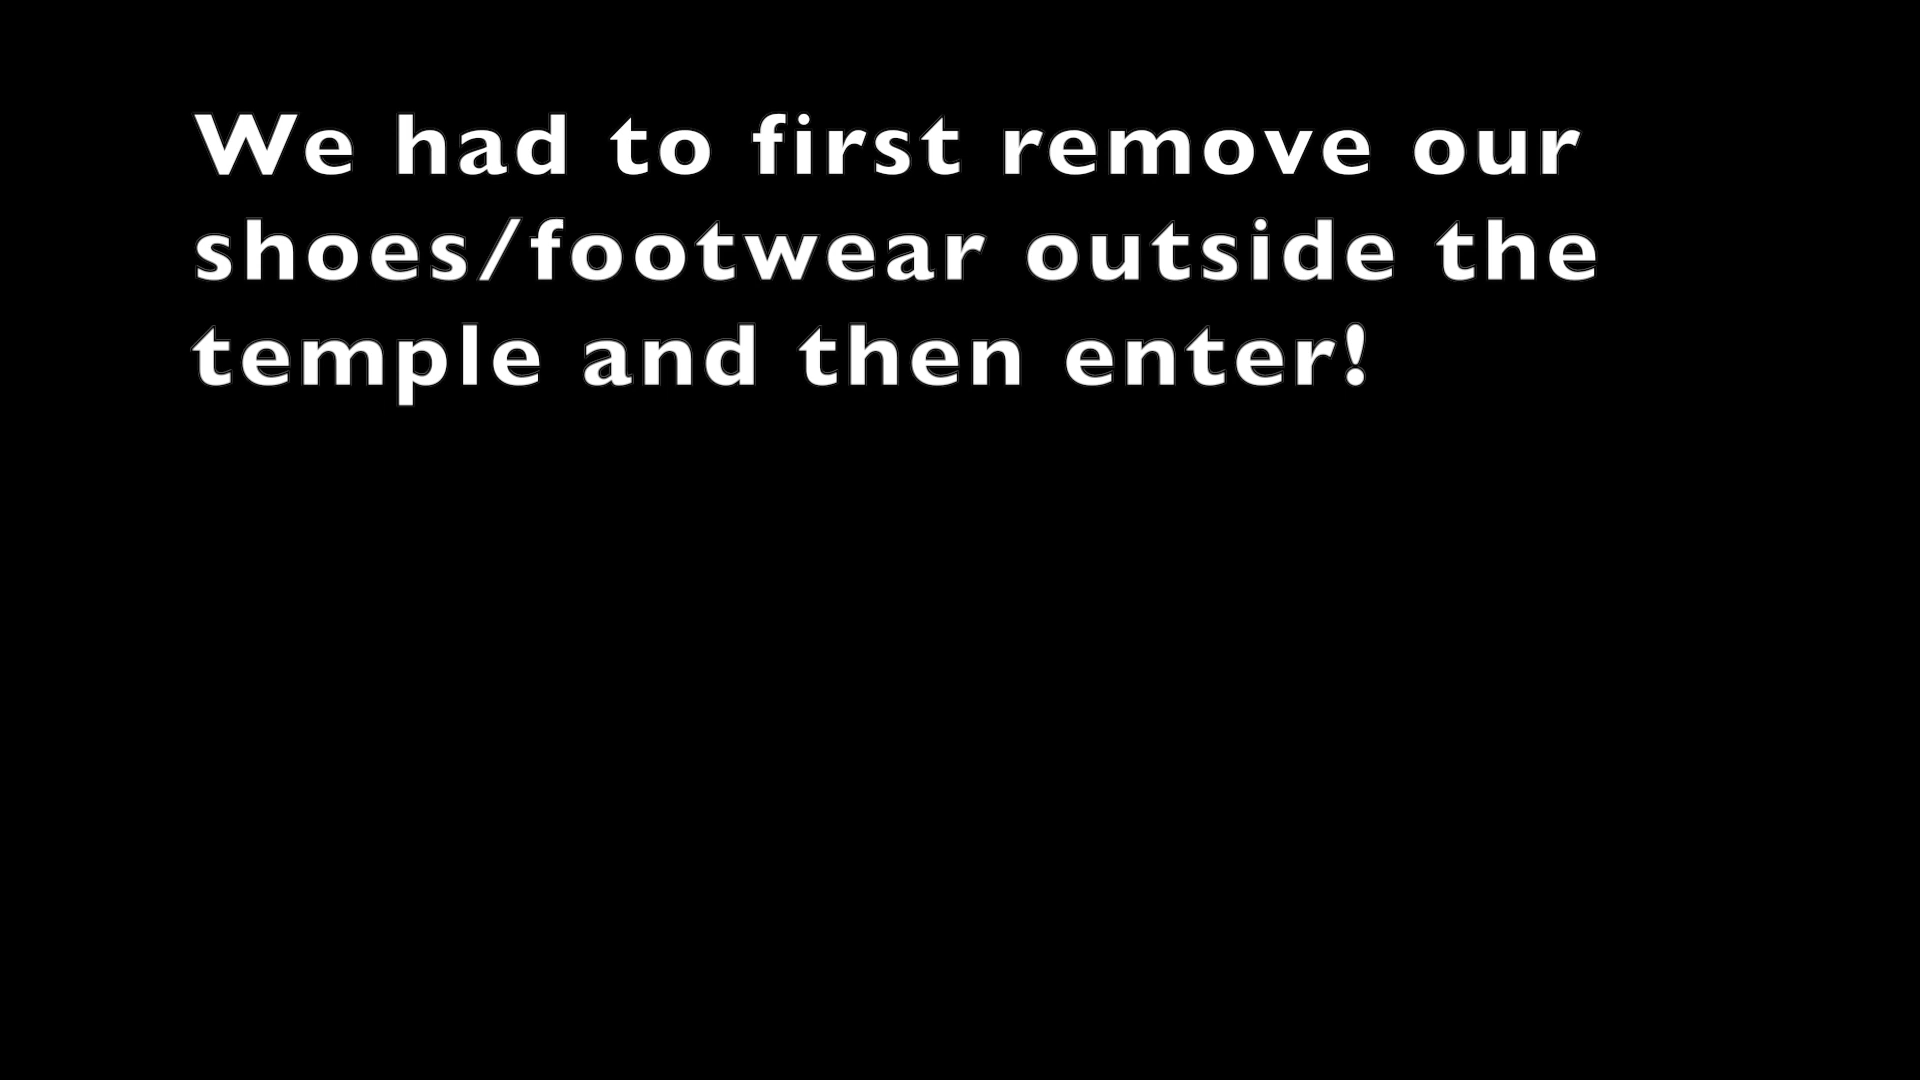 We had to first remove our
shoes/footwear outside the
temple and then enter!